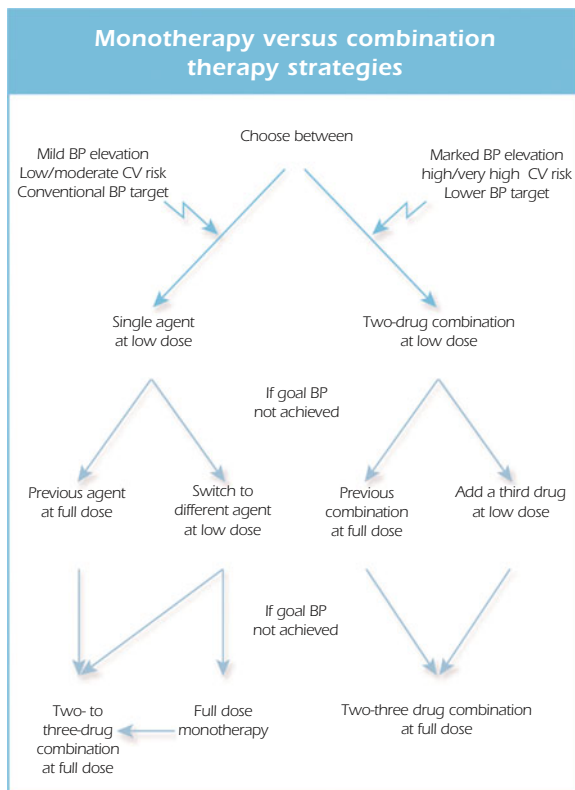 Monotherapy versus combination
therapy strategies
Choose between
Mild BP elevation
Low/moderate CV risk
Conventional BP target
Marked BP elevation
high/very high CV risk
Lower BP target
Single agent
at low dose
Two-drug combination
at low dose
If goal BP
not achieved
Previous agent
at full dose
Switch to
different agent
at low dose
Previous
combination
at full dose
Add a third drug
at low dose
If goal BP
not achieved
Two- to
three-drug
combination
at full dose
Full dose
monotherapy
Two-three drug combination
at full dose